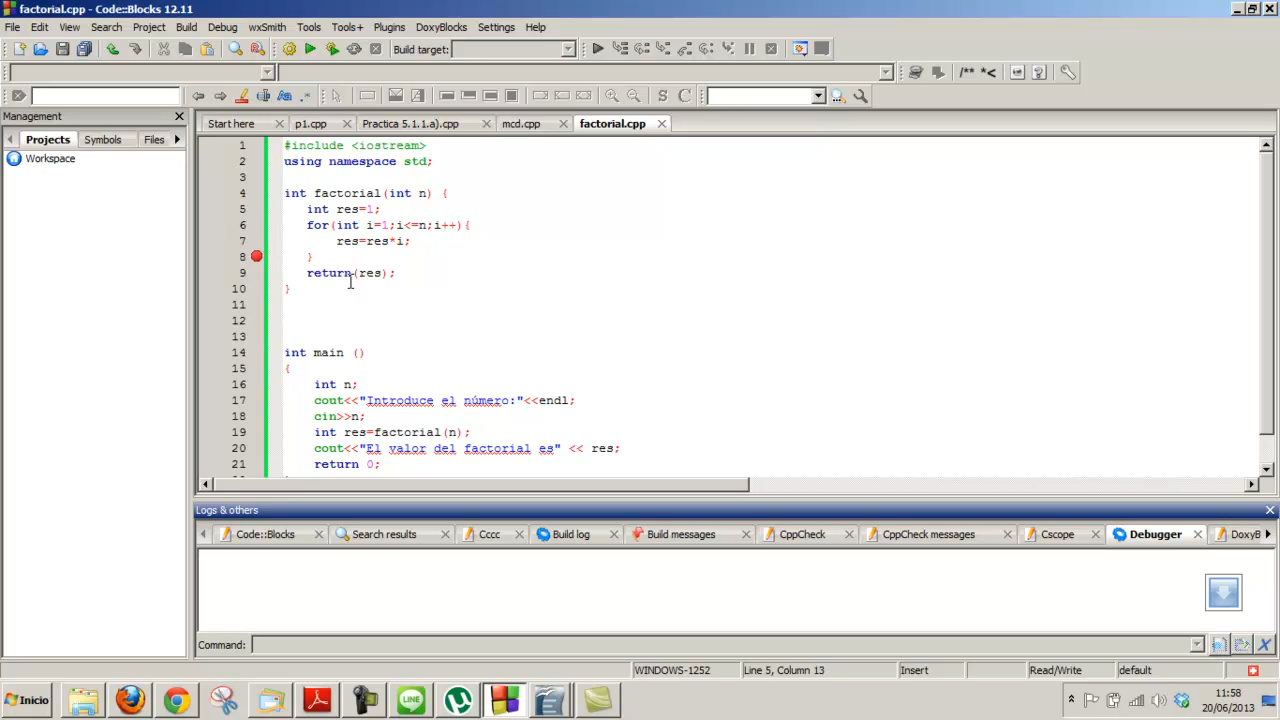 factorial.cpp - Code::Blocks 12.11
File Edit View Search Project Build Debug wxSmith Tools Tools+ Plugins DoxyBlocks Settings Help
Build target:
/** *<
S C
Management
Start here p1.cpp Practica 5.1.1.a).cpp mcd.cpp factorial.cpp
Projects Symbols Files
Workspace
1 #include <iostream>
2 using namespace std;
3
4 int factorial(int n) {
5 int res=1;
6 for(int i=1;i<=n;i++){
7 res=res*i;
8 }
9 return(res);
10 }
11
12
13
14 int main ()
15 {
16 int n;
17 cout<<"Introduce el número:"<<endl;
18 cin>>n;
19 int res=factorial(n);
20 cout<<"El valor del factorial es" << res;
21 return 0;
Logs & others
Code::Blocks Search results Cccc Build log Build messages CppCheck CppCheck messages Cscope Debugger DoxyB
Command:
WINDOWS-1252 Line 5, Column 13 Insert Read/Write default
Inicio
LINE
11:58
20/06/2013